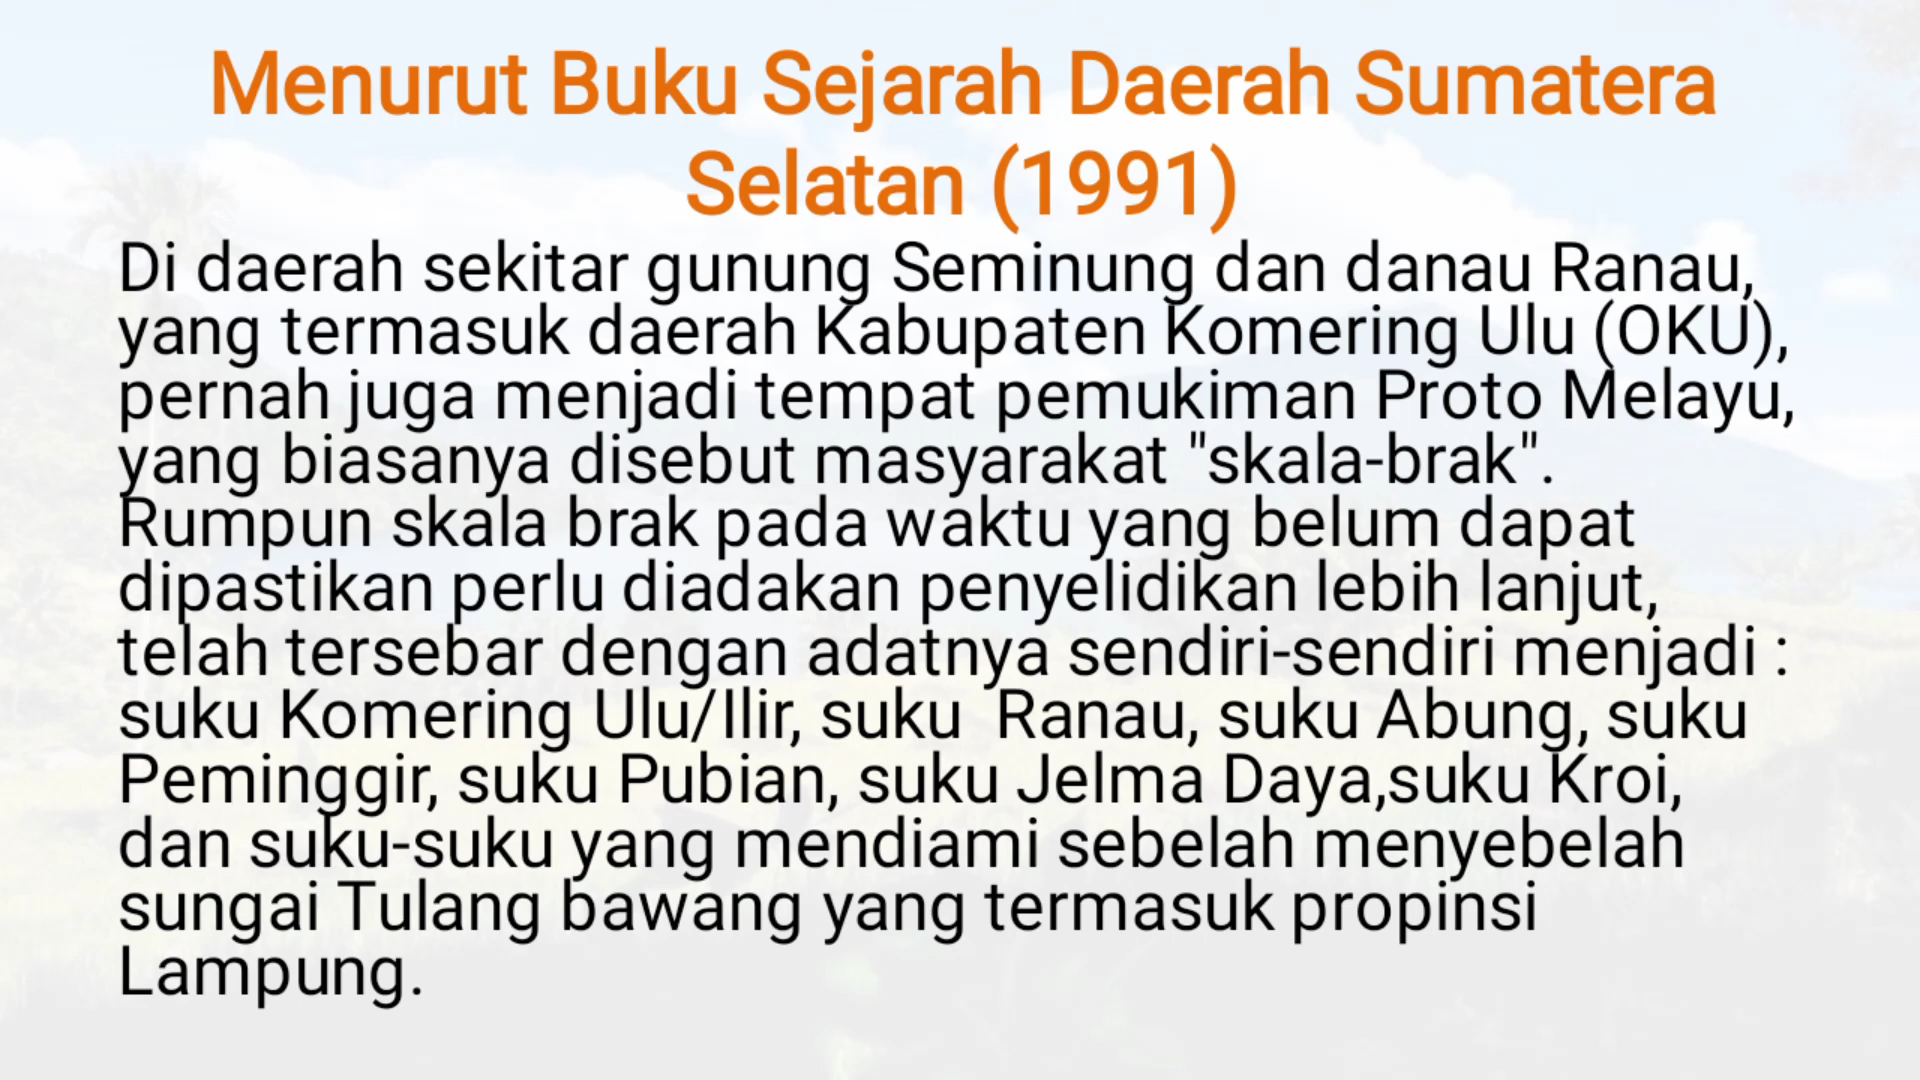 Menurut Buku Sejarah Daerah Sumatera
Selatan (1991)
Di daerah sekitar gunung Seminung dan danau Ranau,
yang termasuk daerah Kabupaten Komering Ulu (OKU),
pernah juga menjadi tempat pemukiman Proto Melayu,
yang biasanya disebut masyarakat "skala-brak".
Rumpun skala brak pada waktu yang belum dapat
dipastikan perlu diadakan penyelidikan lebih lanjut,
telah tersebar dengan adatnya sendiri-sendiri menjadi :
suku Komering Ulu/Ilir, suku  Ranau, suku Abung, suku
Peminggir, suku Pubian, suku Jelma Daya,suku Kroi,
dan suku-suku yang mendiami sebelah menyebelah
sungai Tulang bawang yang termasuk propinsi
Lampung.